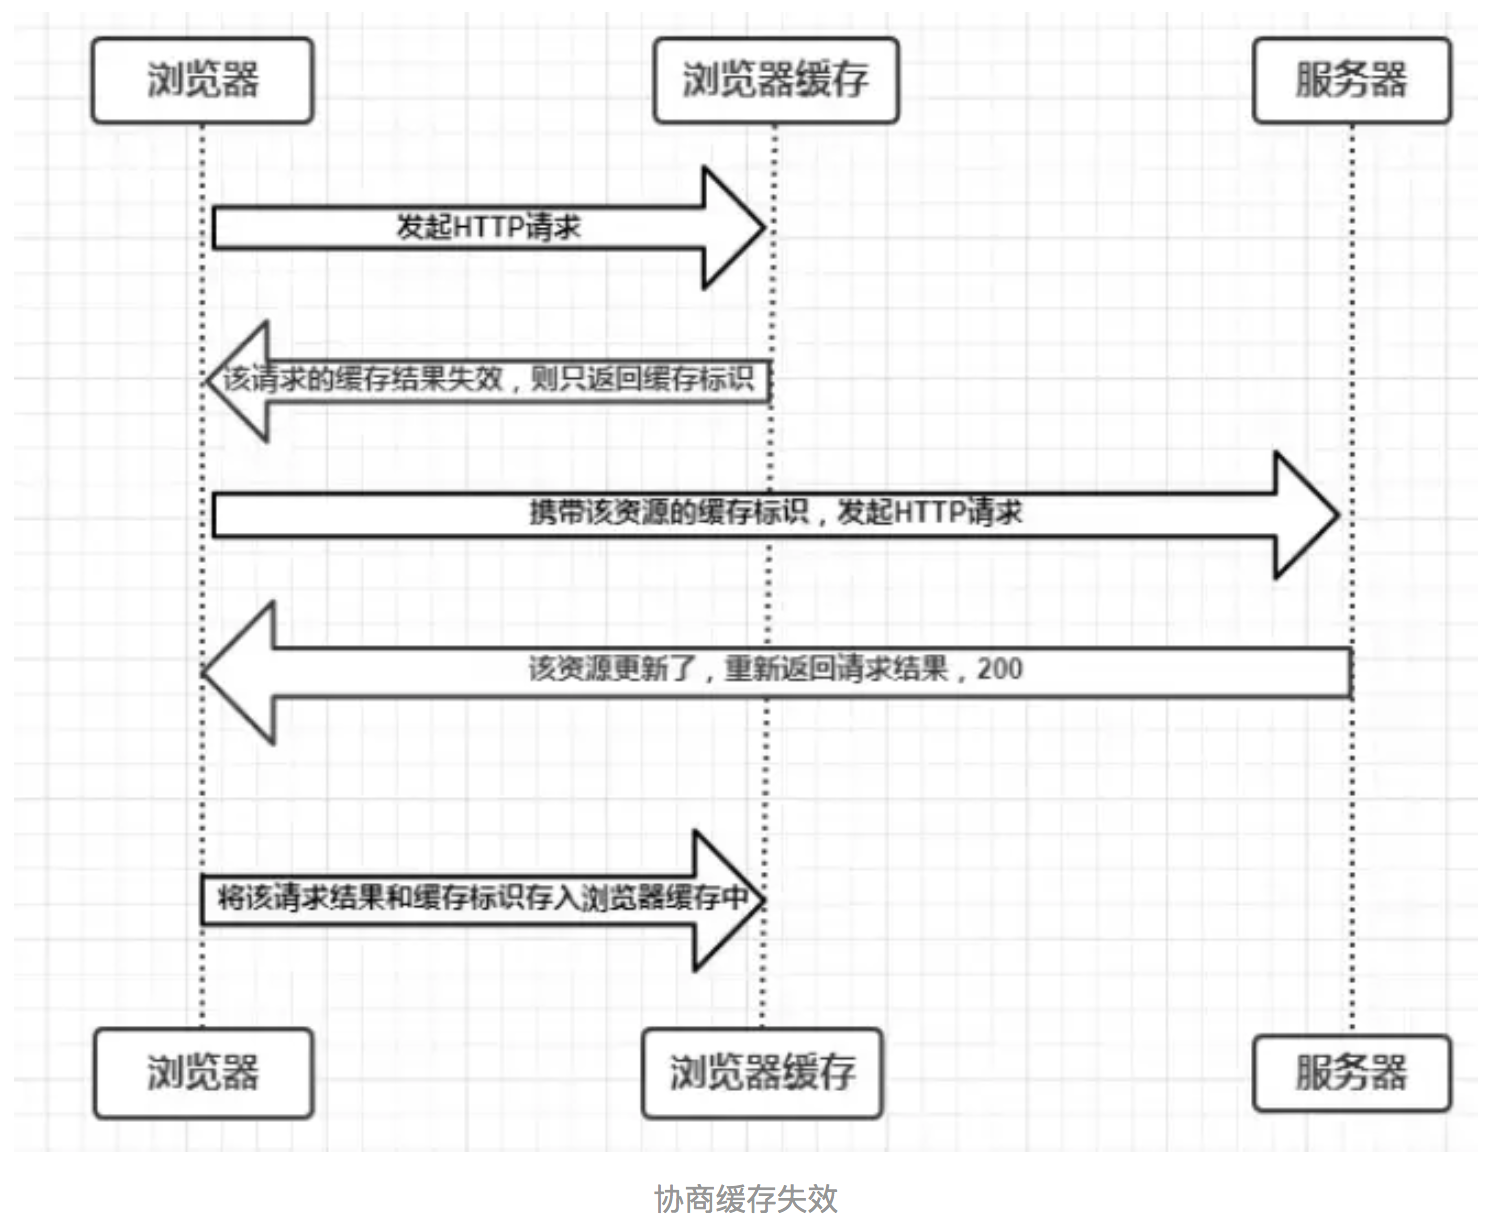 浏览器
浏览器缓存
服务器
发起HTTP请求
该请求的缓存结果失效，则只返回缓存标识
携带该资源的缓存标识，发起HTTP请求
该资源更新了，重新返回请求结果，200
将该请求结果和缓存标识存入浏览器缓存中
浏览器
浏览器缓存
服务器
协商缓存失效